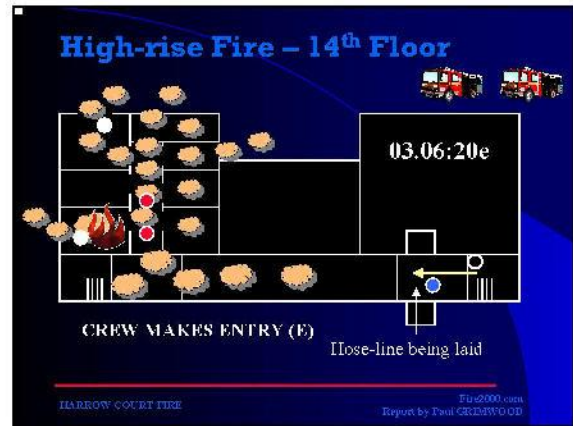 High-rise Fire – 14th Floor
03.06:20e
CREW MAKES ENTRY (E)
Hose-line being laid
HARROW COURT FIRE
Fire2000.com
Report by Paul GRIMWOOD